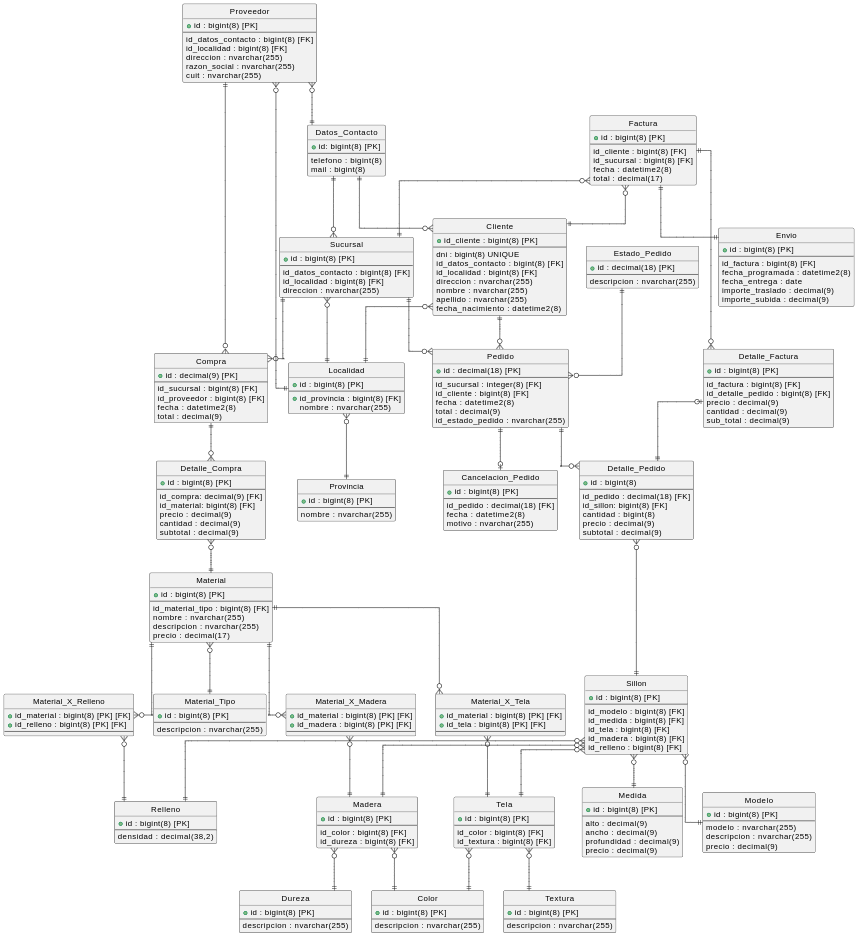 Proveedor
id : bigint(8) [PK]
id_datos_contacto : bigint(8) [FK]
id_localidad : bigint(8) [FK]
direccion : nvarchar(255)
razon_social : nvarchar(255)
cuit : nvarchar(255)
Datos_Contacto
id: bigint(8) [PK]
telefono : bigint(8)
mail : bigint(8)
Factura
id : bigint(8) [PK]
id_cliente : bigint(8) [FK]
id_sucursal : bigint(8) [FK]
fecha : datetime2(8)
total : decimal(17)
Sucursal
id : bigint(8) [PK]
id_datos_contacto : bigint(8) [FK]
id_localidad : bigint(8) [FK]
direccion : nvarchar(255)
Cliente
id_cliente : bigint(8) [PK]
dni : bigint(8) UNIQUE
id_datos_contacto : bigint(8) [FK]
id_localidad : bigint(8) [FK]
direccion : nvarchar(255)
nombre : nvarchar(255)
apellido : nvarchar(255)
fecha_nacimiento : datetime2(8)
Estado_Pedido
id : decimal(18) [PK]
descripcion : nvarchar(255)
Envio
id : bigint(8) [PK]
id_factura : bigint(8) [FK]
fecha_programada : datetime2(8)
fecha_entrega : date
importe_traslado : decimal(9)
importe_subida : decimal(9)
Compra
id : decimal(9) [PK]
id_sucursal : bigint(8) [FK]
id_proveedor : bigint(8) [FK]
fecha : datetime2(8)
total : decimal(9)
Localidad
id : bigint(8) [PK]
id_provincia : bigint(8) [FK]
nombre : nvarchar(255)
Pedido
id : decimal(18) [PK]
id_sucursal : integer(8) [FK]
id_cliente : bigint(8) [FK]
fecha : datetime2(8)
total : decimal(9)
id_estado_pedido : nvarchar(255)
Detalle_Factura
id : bigint(8) [PK]
id_factura : bigint(8) [FK]
id_detalle_pedido : bigint(8) [FK]
precio : decimal(9)
cantidad : decimal(9)
sub_total : decimal(9)
Detalle_Compra
id : bigint(8) [PK]
id_compra: decimal(9) [FK]
id_material: bigint(8) [FK]
precio : decimal(9)
cantidad : decimal(9)
subtotal : decimal(9)
Provincia
id : bigint(8) [PK]
nombre : nvarchar(255)
Cancelacion_Pedido
id : bigint(8) [PK]
id_pedido : decimal(18) [FK]
fecha : datetime2(8)
motivo : nvarchar(255)
Detalle_Pedido
id : bigint(8)
id_pedido : decimal(18) [FK]
id_sillon: bigint(8) [FK]
cantidad : bigint(8)
precio : decimal(9)
subtotal : decimal(9)
Material
id : bigint(8) [PK]
id_material_tipo : bigint(8) [FK]
nombre : nvarchar(255)
descripcion : nvarchar(255)
precio : decimal(17)
Material_X_Relleno
id_material : bigint(8) [PK] [FK]
id_relleno : bigint(8) [PK] [FK]
Material_Tipo
id : bigint(8) [PK]
descripcion : nvarchar(255)
Material_X_Madera
id_material : bigint(8) [PK] [FK]
id_madera : bigint(8) [PK] [FK]
Material_X_Tela
id_material : bigint(8) [PK] [FK]
id_tela : bigint(8) [PK] [FK]
Sillon
id : bigint(8) [PK]
id_modelo : bigint(8) [FK]
id_medida : bigint(8) [FK]
id_tela : bigint(8) [FK]
id_madera : bigint(8) [FK]
id_relleno : bigint(8) [FK]
Relleno
id : bigint(8) [PK]
densidad : decimal(38,2)
Madera
id : bigint(8) [PK]
id_color : bigint(8) [FK]
id_dureza : bigint(8) [FK]
Tela
id : bigint(8) [PK]
id_color : bigint(8) [FK]
id_textura : bigint(8) [FK]
Medida
id : bigint(8) [PK]
alto : decimal(9)
ancho : decimal(9)
profundidad : decimal(9)
precio : decimal(9)
Modelo
id : bigint(8) [PK]
modelo : nvarchar(255)
descripcion : nvarchar(255)
precio : decimal(9)
Dureza
id : bigint(8) [PK]
descripcion : nvarchar(255)
Color
id : bigint(8) [PK]
descripcion : nvarchar(255)
Textura
id : bigint(8) [PK]
descripcion : nvarchar(255)